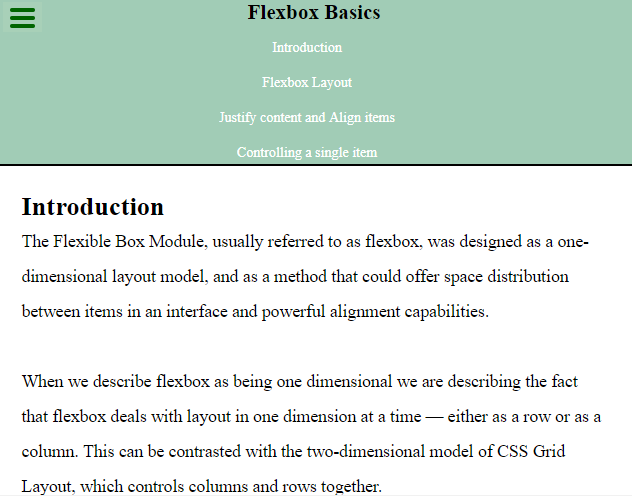 Flexbox Basics
Introduction
Flexbox Layout
Justify content and Align items
Controlling a single item
Introduction
The Flexible Box Module, usually referred to as flexbox, was designed as a one-
dimensional layout model, and as a method that could offer space distribution
between items in an interface and powerful alignment capabilities.
When we describe flexbox as being one dimensional we are describing the fact
that flexbox deals with layout in one dimension at a time — either as a row or as a
column. This can be contrasted with the two-dimensional model of CSS Grid
Layout, which controls columns and rows together.